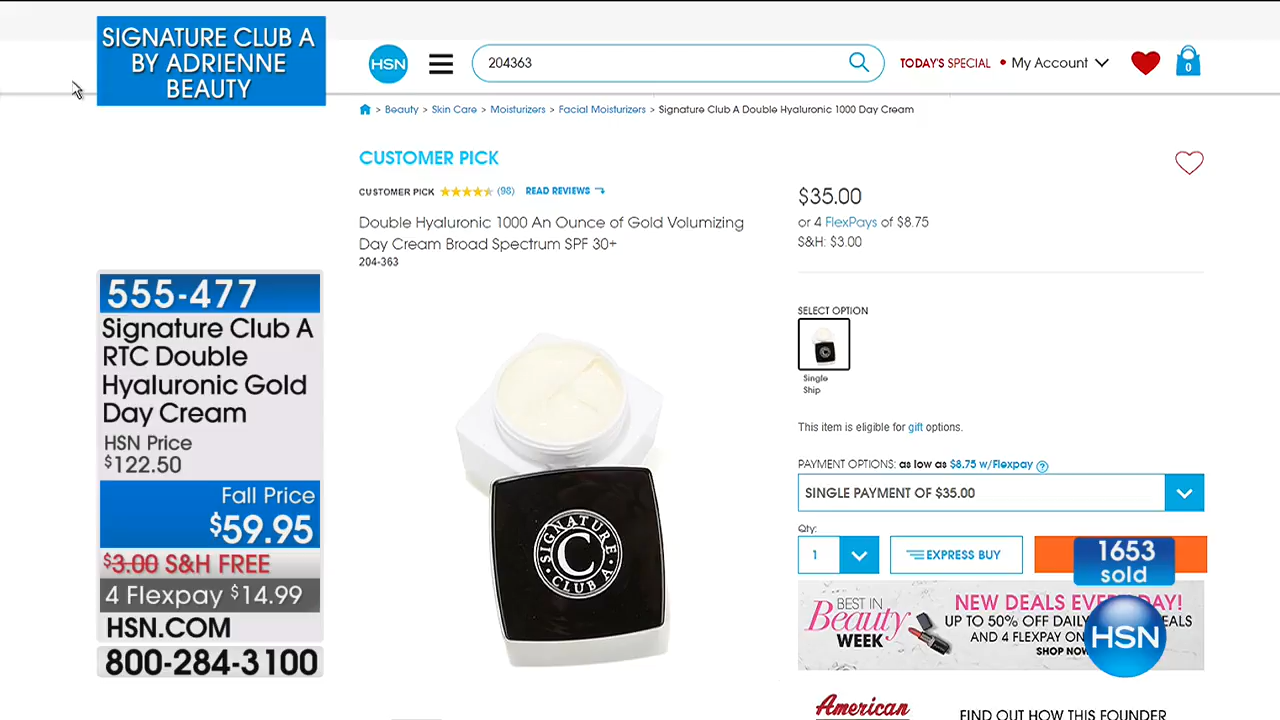 SIGNATURE CLUB A
BY ADRIENNE
BEAUTY
HSN
204363
TODAY'S SPECIAL
My Account
0
> Beauty > Skin Care > Moisturizers > Facial Moisturizers > Signature Club A Double Hyaluronic 1000 Day Cream
CUSTOMER PICK
CUSTOMER PICK (98) READ REVIEWS
Double Hyaluronic 1000 An Ounce of Gold Volumizing
Day Cream Broad Spectrum SPF 30+
204-363
$35.00
or 4 FlexPays of $8.75
S&H: $3.00
SELECT OPTION
Single
Ship
This item is eligible for gift options.
PAYMENT OPTIONS: as low as $8.75 w/Flexpay ?
SINGLE PAYMENT OF $35.00
Qty:
1
EXPRESS BUY
555-477
Signature Club A
RTC Double
Hyaluronic Gold
Day Cream
HSN Price
$122.50
Fall Price
$59.95
$3.00 S&H FREE
4 Flexpay $14.99
HSN.COM
800-284-3100
SIGNATURE
C
CLUB A
1653
sold
BEST IN
Beauty
WEEK
NEW DEALS EVERY DAY!
UP TO 50% OFF DAILY
AND 4 FLEXPAY ON
SHOP NOW
HSN
American
FIND OUT HOW THIS FOUNDER